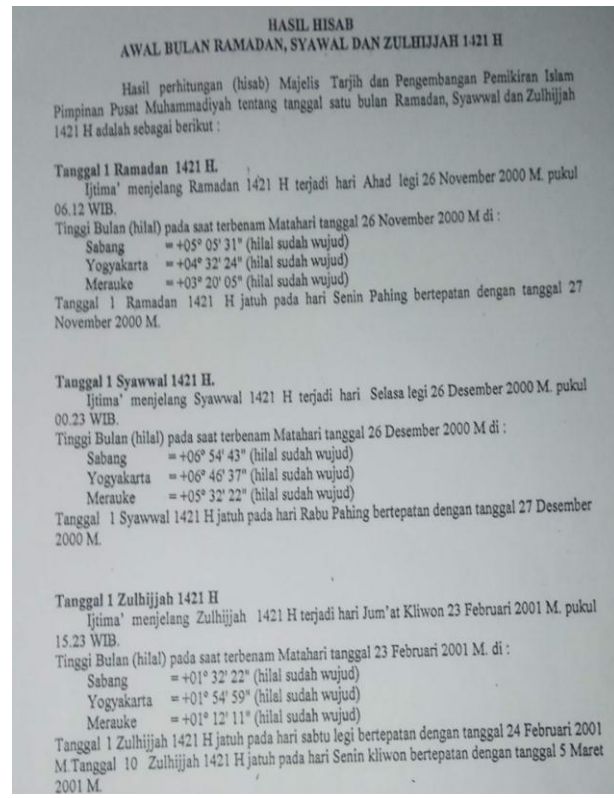 HASIL HISAB
AWAL BULAN RAMADAN, SYAWAL DAN ZULHIJJAH 1421 H
Hasil perhitungan (hisab) Majelis Tarjih dan Pengembangan Pemikiran Islam
Pimpinan Pusat Muhammadiyah tentang tanggal satu bulan Ramadan, Syawwal dan Zulhijjah
1421 H adalah sebagai berikut :
Tanggal 1 Ramadan 1421 H.
Ijtima' menjelang Ramadan 1421 H terjadi hari Ahad legi 26 November 2000 M. pukul
06.12 WIB.
Tinggi Bulan (hilal) pada saat terbenam Matahari tanggal 26 November 2000 M di :
Sabang = +05° 05' 31" (hilal sudah wujud)
Yogyakarta = +04° 32' 24" (hilal sudah wujud)
Merauke = +03° 20' 05" (hilal sudah wujud)
Tanggal 1 Ramadan 1421 H jatuh pada hari Senin Pahing bertepatan dengan tanggal 27
November 2000 M.
Tanggal 1 Syawwal 1421 H.
Ijtima' menjelang Syawwal 1421 H terjadi hari Selasa legi 26 Desember 2000 M. pukul
00.23 WIB.
Tinggi Bulan (hilal) pada saat terbenam Matahari tanggal 26 Desember 2000 M di :
Sabang = +06° 54' 43" (hilal sudah wujud)
Yogyakarta = +06° 46' 37" (hilal sudah wujud)
Merauke = +05° 32' 22" (hilal sudah wujud)
Tanggal 1 Syawwal 1421 H jatuh pada hari Rabu Pahing bertepatan dengan tanggal 27 Desember
2000 M.
Tanggal 1 Zulhijjah 1421 H
Ijtima' menjelang Zulhijjah 1421 H terjadi hari Jum'at Kliwon 23 Februari 2001 M. pukul
15.23 WIB.
Tinggi Bulan (hilal) pada saat terbenam Matahari tanggal 23 Februari 2001 M. di :
Sabang = +01° 32' 22" (hilal sudah wujud)
Yogyakarta = +01° 54' 59" (hilal sudah wujud)
Merauke = +01° 12' 11" (hilal sudah wujud)
Tanggal 1 Zulhijjah 1421 H jatuh pada hari sabtu legi bertepatan dengan tanggal 24 Februari 2001
M.Tanggal 10 Zulhijjah 1421 H jatuh pada hari Senin kliwon bertepatan dengan tanggal 5 Maret
2001 M.